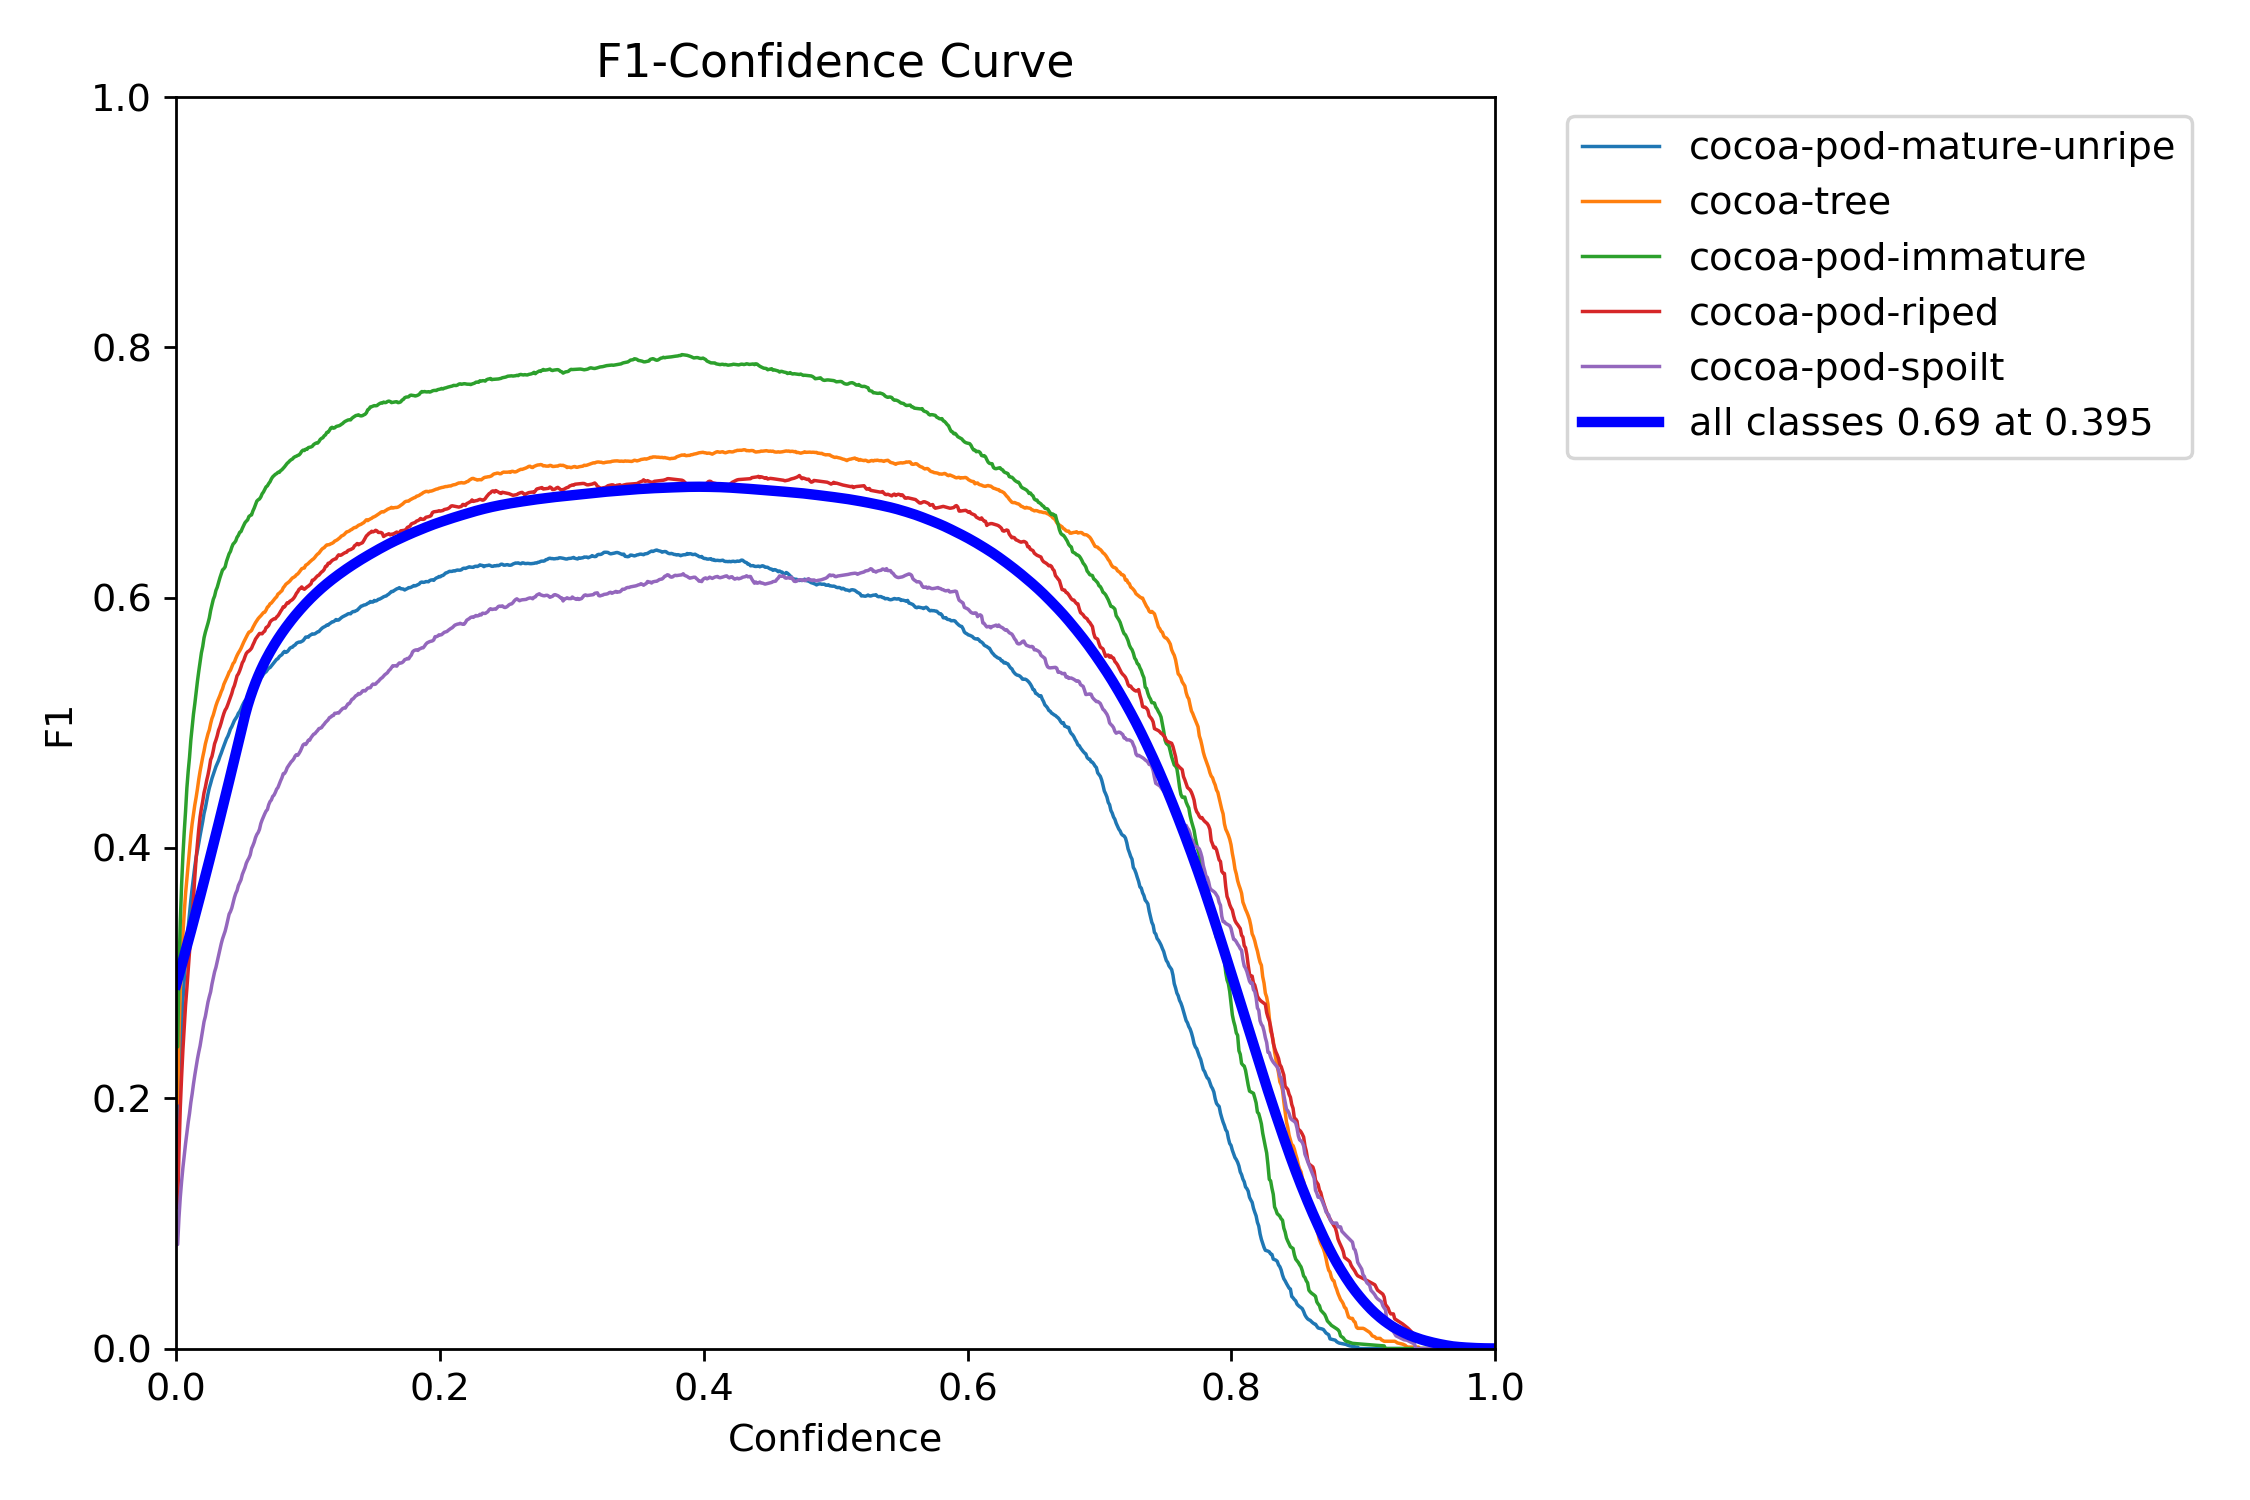 F1-Confidence Curve
1.0
0.8
0.6
0.4
0.2
0.0
F1
0.0 0.2 0.4 0.6 0.8 1.0
Confidence
cocoa-pod-mature-unripe
cocoa-tree
cocoa-pod-immature
cocoa-pod-riped
cocoa-pod-spoilt
all classes 0.69 at 0.395